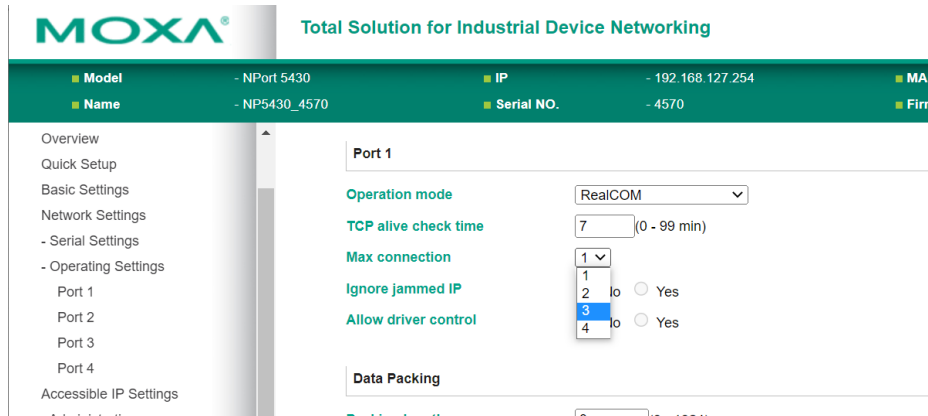 MOXA®
Total Solution for Industrial Device Networking
Model - NPort 5430 IP - 192.168.127.254 MA
Name - NP5430_4570 Serial NO. - 4570 Fir
Overview
Quick Setup
Basic Settings
Network Settings
- Serial Settings
- Operating Settings
Port 1
Port 2
Port 3
Port 4
Accessible IP Settings
Port 1
Operation mode RealCOM
TCP alive check time 7 (0 - 99 min)
Max connection 1
1
2
3
4
Ignore jammed IP Yes
Allow driver control Yes
Data Packing